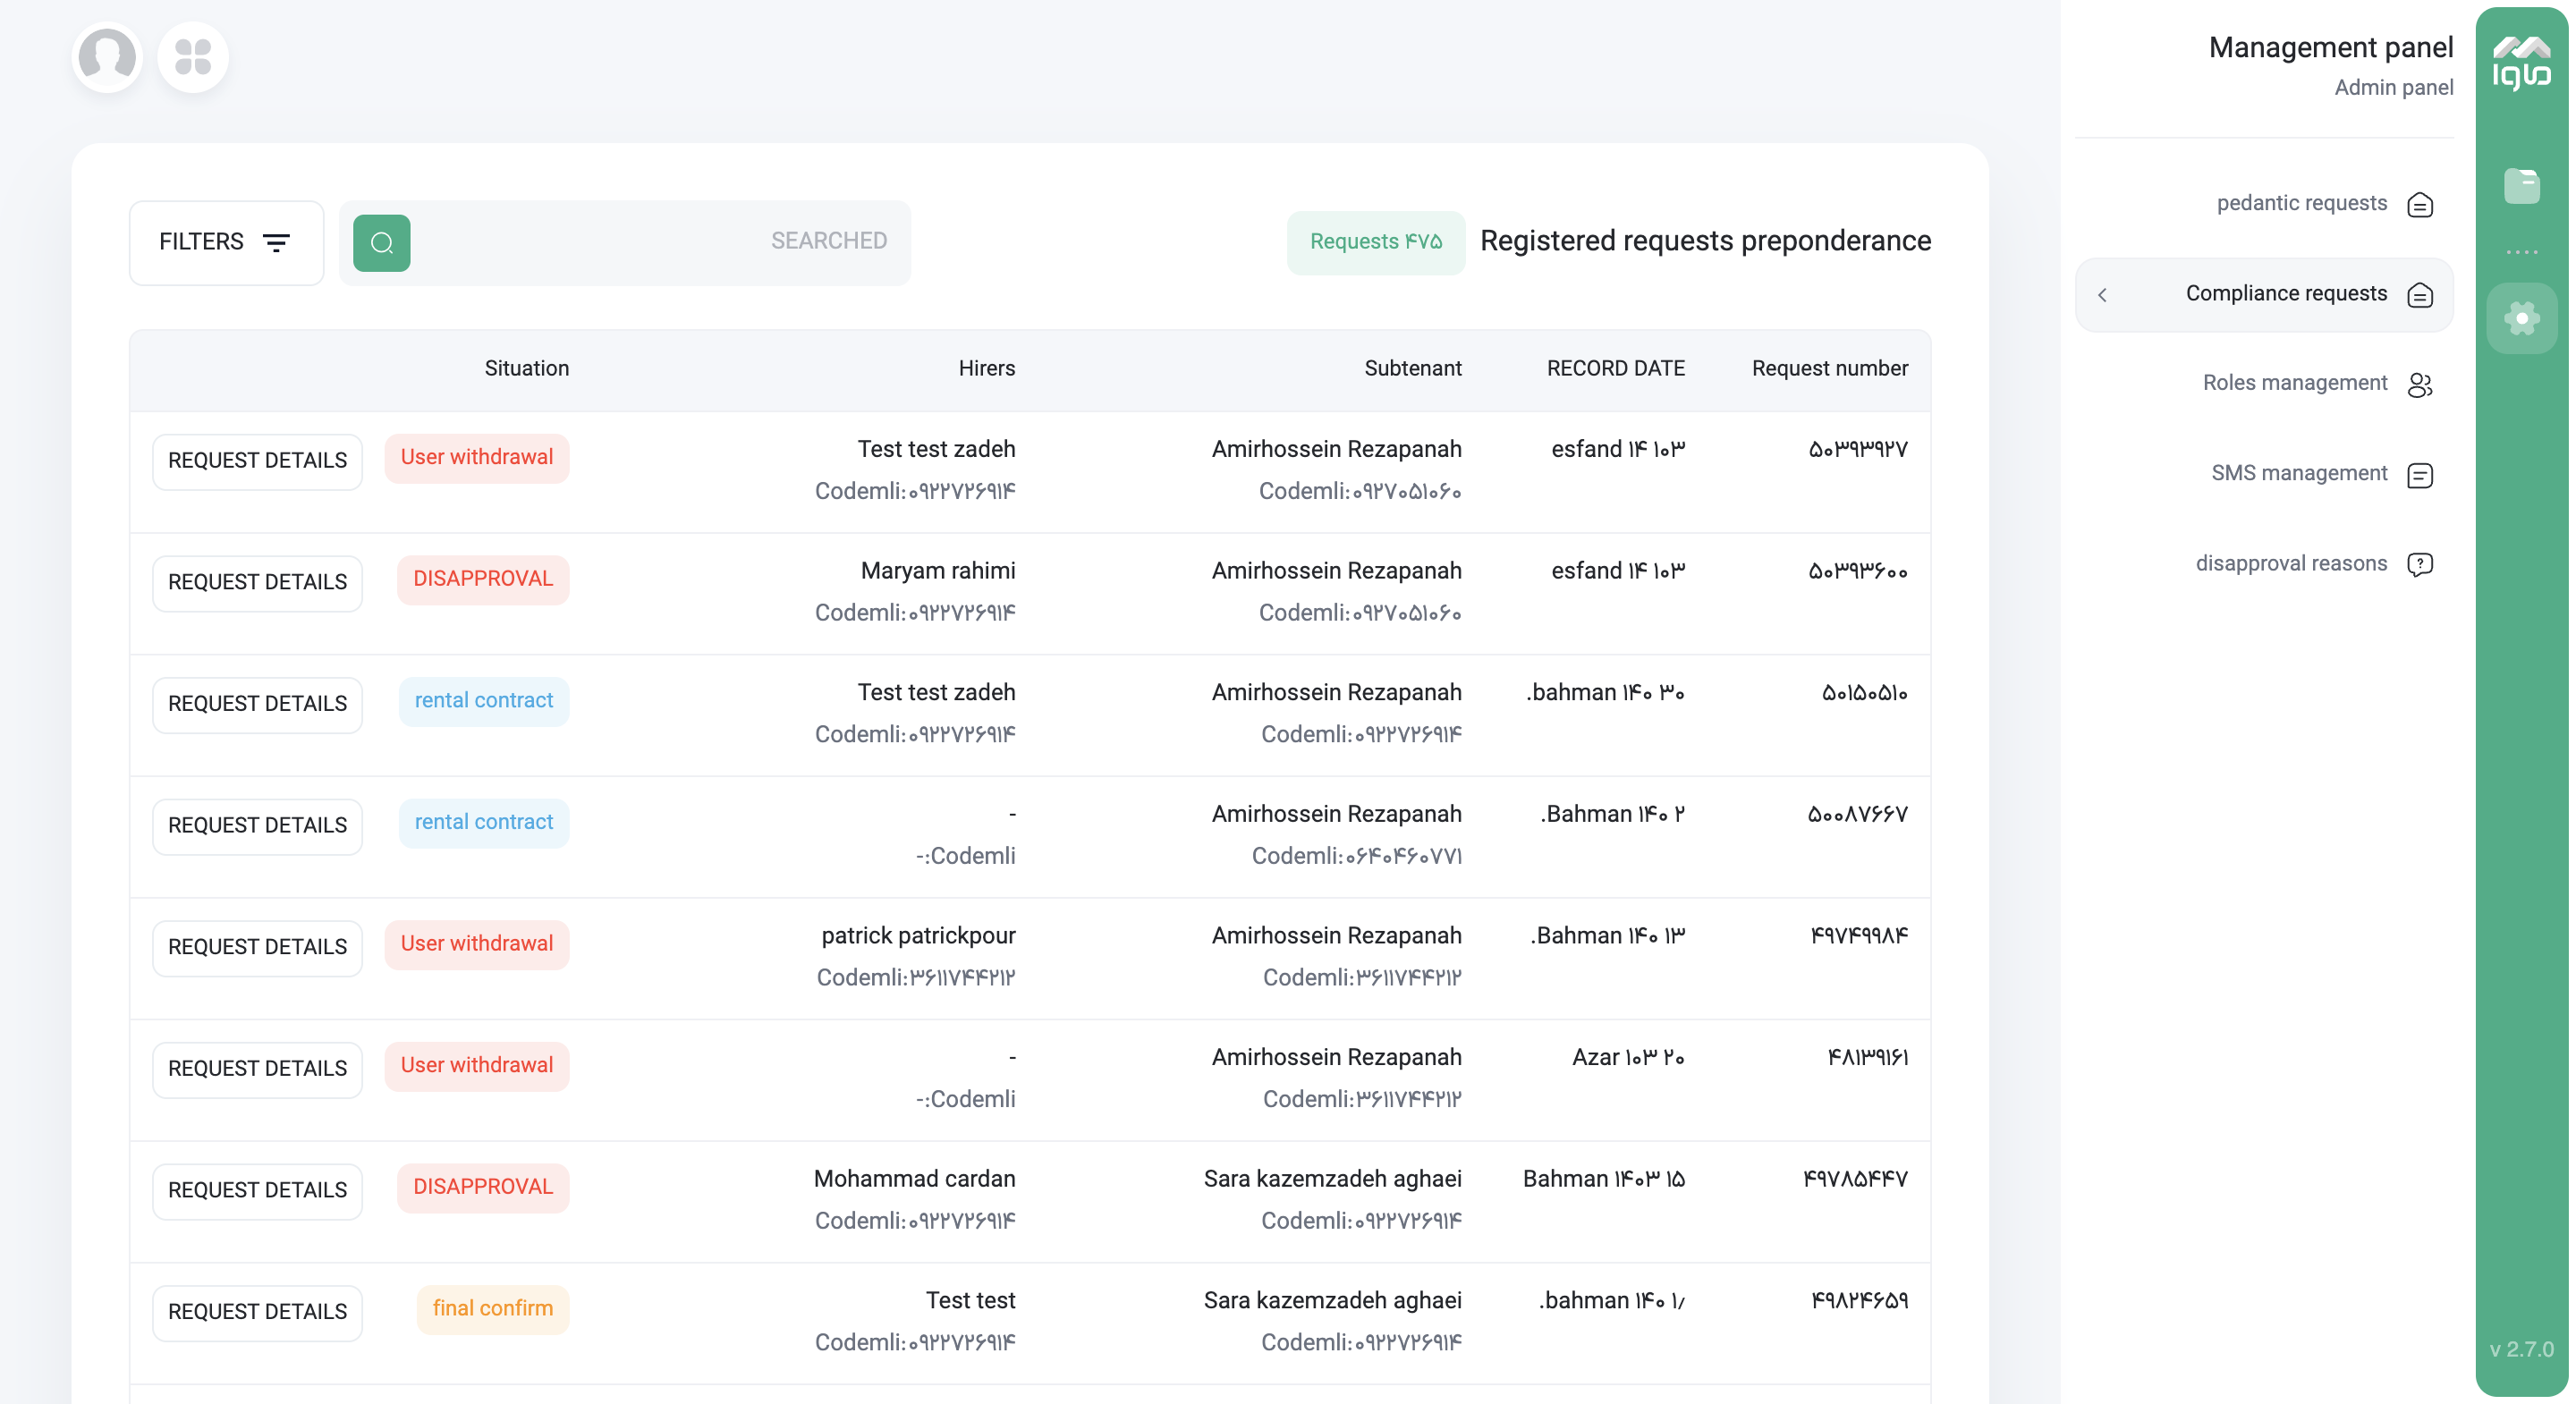 Management panel
Admin panel
pedantic requests
Compliance requests
Roles management
SMS management
disapproval reasons
اقلا
v 2.7.0
Registered requests preponderance
Requests ۴۷۵
SEARCHED
FILTERS
Request number RECORD DATE Subtenant Hirers Situation
۵۰۳۹۳۹۲۷ esfand ۱۴ ۱۰۳ Amirhossein Rezapanah Test test zadeh User withdrawal REQUEST DETAILS
Codemli:۰۹۲۷۰۵۱۰۶۰ Codemli:۰۹۲۲۷۲۶۹۱۴
۵۰۳۹۳۶۰۰ esfand ۱۴ ۱۰۳ Amirhossein Rezapanah Maryam rahimi DISAPPROVAL REQUEST DETAILS
Codemli:۰۹۲۷۰۵۱۰۶۰ Codemli:۰۹۲۲۷۲۶۹۱۴
۵۰۱۵۰۵۱۰ .bahman ۱۴۰ ۳۰ Amirhossein Rezapanah Test test zadeh rental contract REQUEST DETAILS
Codemli:۰۹۲۲۷۲۶۹۱۴ Codemli:۰۹۲۲۷۲۶۹۱۴
۵۰۰۸۷۶۶۷ .Bahman ۱۴۰ ۲ Amirhossein Rezapanah - rental contract REQUEST DETAILS
Codemli:۰۶۴۰۴۶۰۷۷۱ -:Codemli
۴۹۷۴۹۹۸۴ .Bahman ۱۴۰ ۱۳ Amirhossein Rezapanah patrick patrickpour User withdrawal REQUEST DETAILS
Codemli:۳۶۱۱۷۴۴۲۱۲ Codemli:۳۶۱۱۷۴۴۲۱۲
۴۸۱۳۹۱۶۱ Azar ۱۰۳ ۲۰ Amirhossein Rezapanah - User withdrawal REQUEST DETAILS
Codemli:۳۶۱۱۷۴۴۲۱۲ -:Codemli
۴۹۷۸۵۴۴۷ Bahman ۱۴۰۳ ۱۵ Sara kazemzadeh aghaei Mohammad cardan DISAPPROVAL REQUEST DETAILS
Codemli:۰۹۲۲۷۲۶۹۱۴ Codemli:۰۹۲۲۷۲۶۹۱۴
۴۹۸۲۴۶۵۹ .bahman ۱۴۰ ۱/ Sara kazemzadeh aghaei Test test final confirm REQUEST DETAILS
Codemli:۰۹۲۲۷۲۶۹۱۴ Codemli:۰۹۲۲۷۲۶۹۱۴